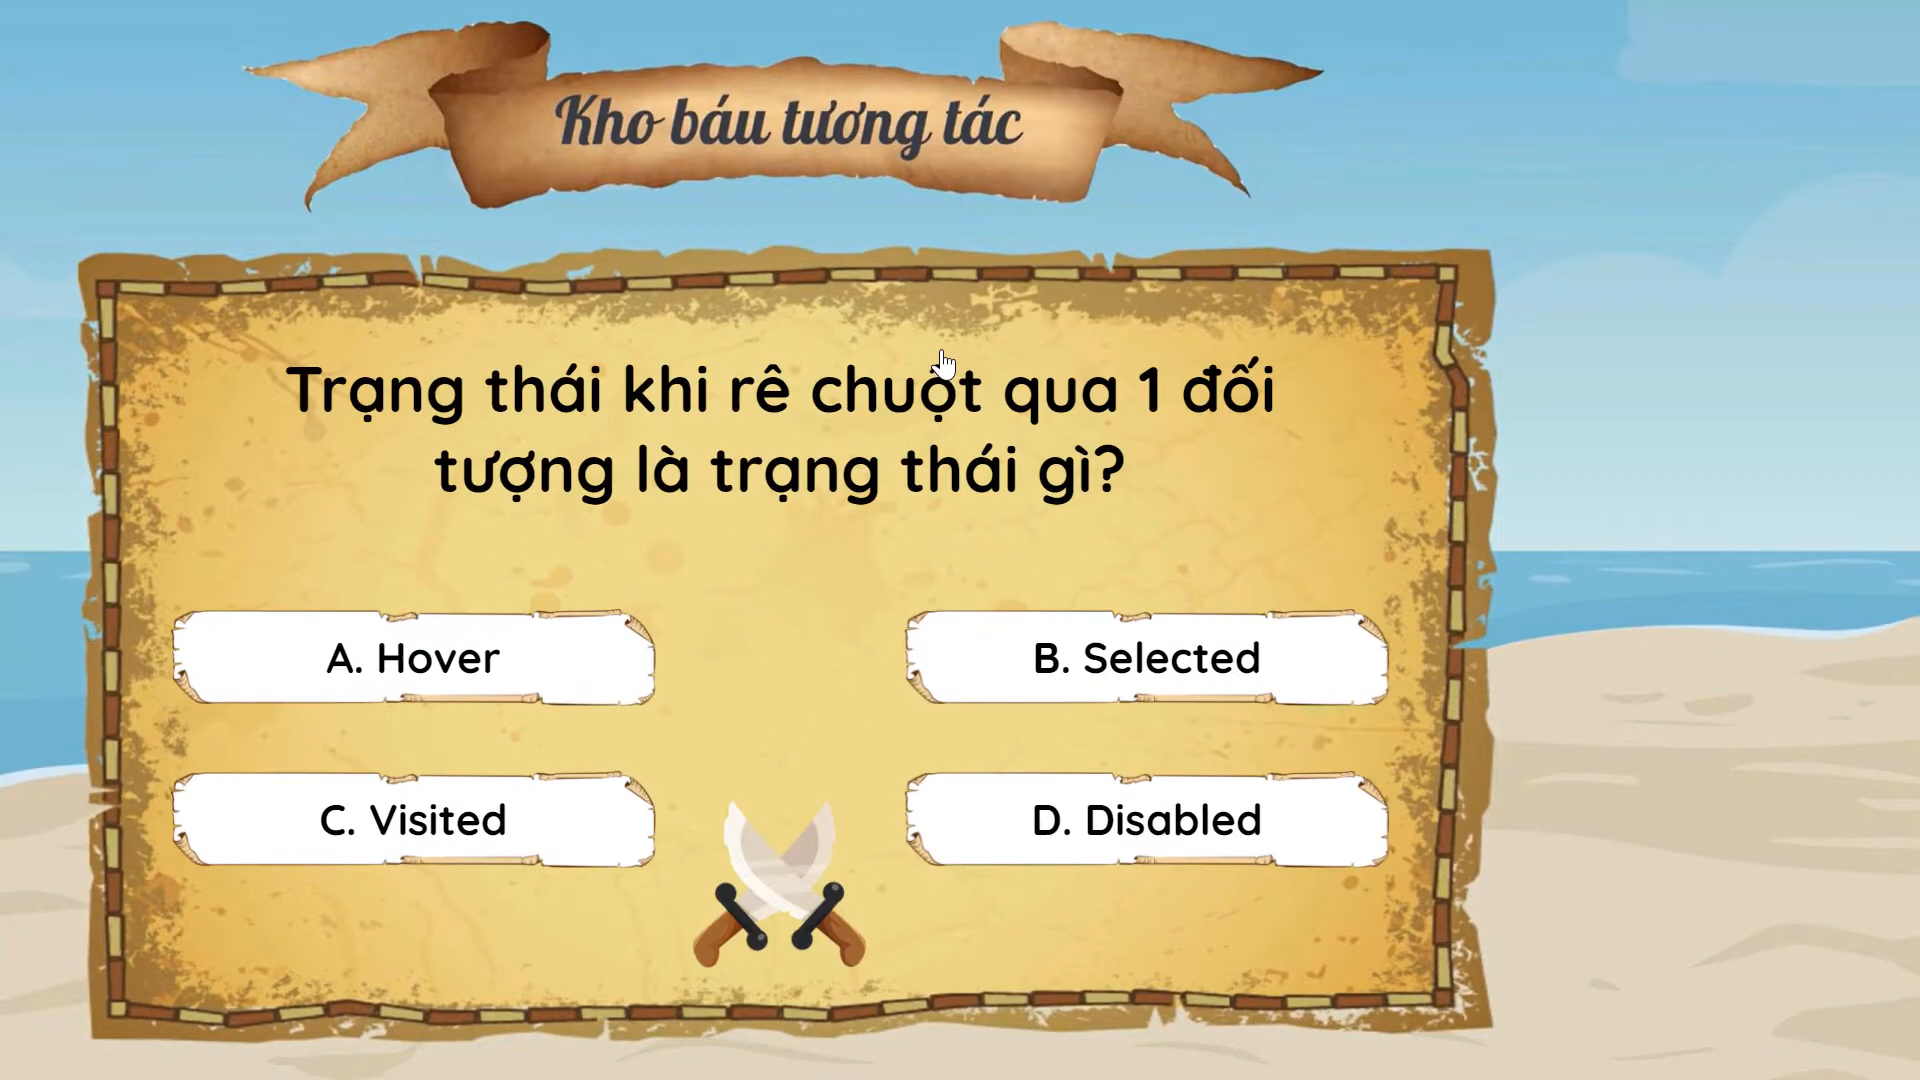 Kho báu tương tác
Trạng thái khi rê chuột qua 1 đối
tượng là trạng thái gì?
A. Hover
B. Selected
C. Visited
D. Disabled